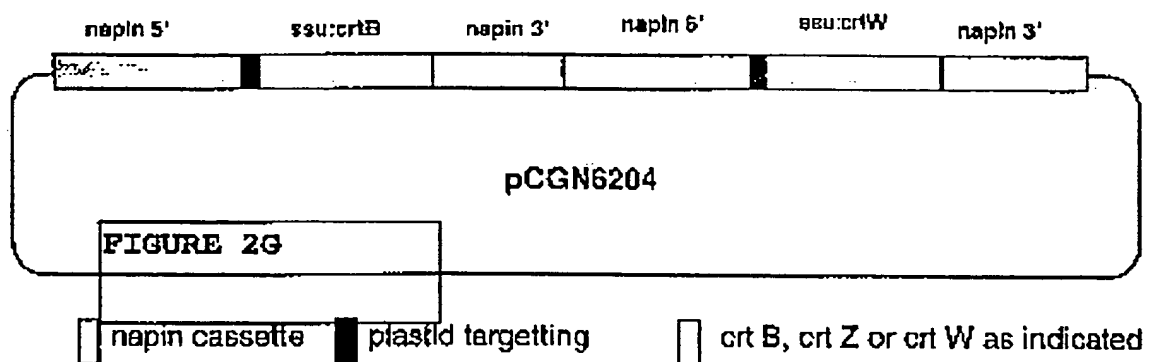 napin 5' ssu:crtB napin 3' napin 5' ssu:crtW napin 3'
pCGN6204
FIGURE 2G
napin cassette plastid targetting crt B, crt Z or crt W as indicated